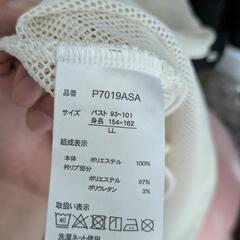 品番 P7019ASA
サイズ バスト 93~101
身長 154~162
LL
組成表示
本体 ポリエステル 100%
衿リブ部分
ポリエステル 97%
ポリウレタン 3%
取扱い表示
40
洗濯ネット使用